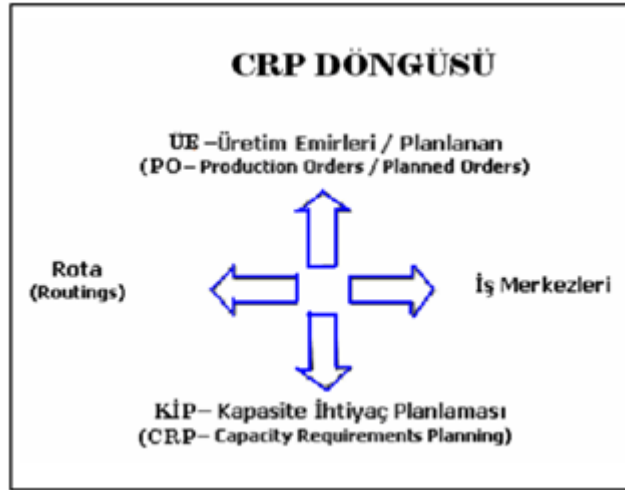 CRP DÖNGÜSÜ
ÜE –Üretim Emirleri / Planlanan
(PO– Production Orders / Planned Orders)
Rota
(Routings)
İş Merkezleri
KİP– Kapasite İhtiyaç Planlaması
(CRP– Capacity Requirements Planning)